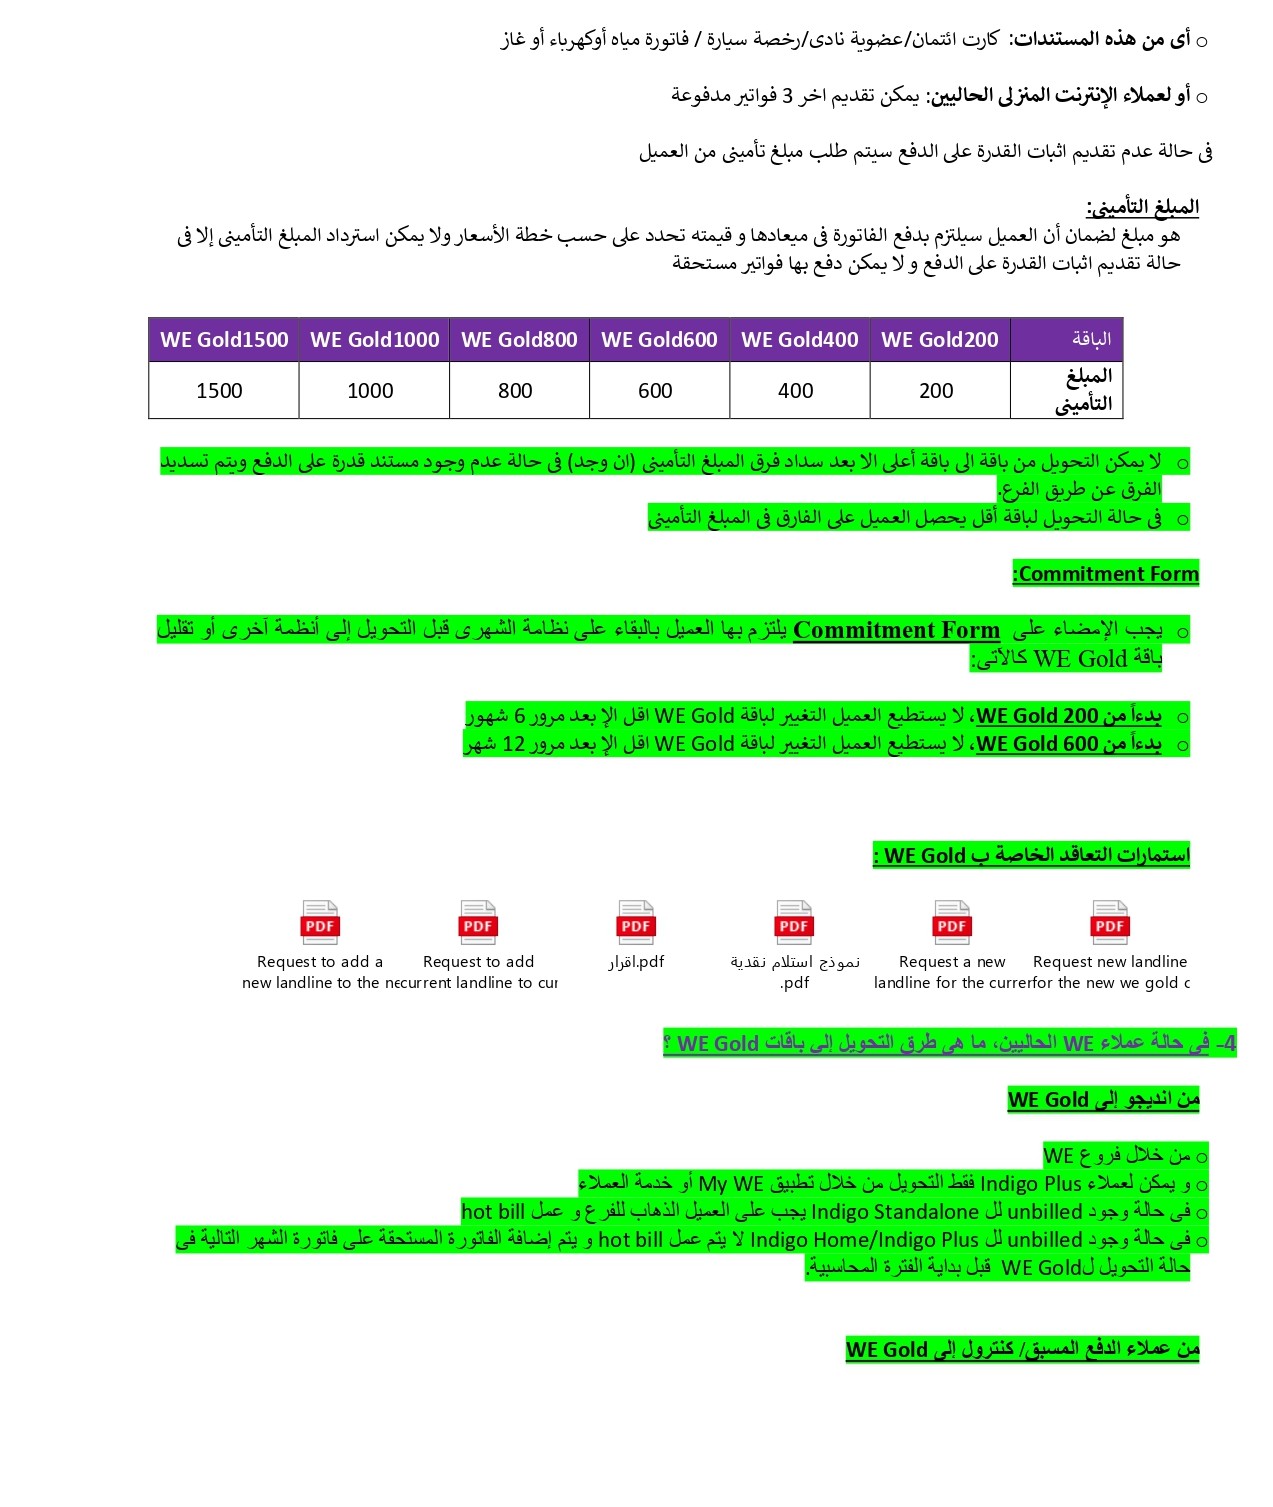 o أى من هذه المستندات: كارت ائتمان/عضوية نادى/رخصة سيارة / فاتورة مياه أوكهرباء أو غاز
o أو لعملاء الإنترنت المنزلى الحاليين: يمكن تقديم اخر 3 فواتير مدفوعة
فى حالة عدم تقديم اثبات القدرة على الدفع سيتم طلب مبلغ تأمينى من العميل
المبلغ التأمينى:
هو مبلغ لضمان أن العميل سيلتزم بدفع الفاتورة فى ميعادها و قيمته تحدد على حسب خطة الأسعار ولا يمكن استرداد المبلغ التأمينى إلا فى
حالة تقديم اثبات القدرة على الدفع و لا يمكن دفع بها فواتير مستحقة
الباقة WE Gold200 WE Gold400 WE Gold600 WE Gold800 WE Gold1000 WE Gold1500
المبلغ
التأمينى 200 400 600 800 1000 1500
o لا يمكن التحويل من باقة الى باقة أعلى الا بعد سداد فرق المبلغ التأمينى (ان وجد) فى حالة عدم وجود مستند قدرة على الدفع ويتم تسديد
الفرق عن طريق الفرع.
o فى حالة التحويل لباقة أقل يحصل العميل على الفارق فى المبلغ التأمينى
Commitment Form:
o يجب الإمضاء على Commitment Form يلتزم بها العميل بالبقاء على نظامة الشهرى قبل التحويل إلى أنظمة آخرى أو تقليل
باقة WE Gold كالآتى:
o بدءاً من WE Gold 200، لا يستطيع العميل التغيير لباقة WE Gold اقل الإ بعد مرور 6 شهور
o بدءاً من WE Gold 600، لا يستطيع العميل التغيير لباقة WE Gold اقل الإ بعد مرور 12 شهر
استمارات التعاقد الخاصة ب WE Gold :
PDF PDF PDF PDF PDF PDF
Request new landline Request a new نموذج استلام نقدية اقرار.pdf Request to add Request to add a
for the new we gold c landline for the currer .pdf current landline to cur new landline to the ne
4- فى حالة عملاء WE الحاليين، ما هى طرق التحويل إلى باقات WE Gold ؟
من انديجو إلى WE Gold
o من خلال فروع WE
o و يمكن لعملاء Indigo Plus فقط التحويل من خلال تطبيق My WE أو خدمة العملاء
o فى حالة وجود unbilled لل Indigo Standalone يجب على العميل الذهاب للفرع و عمل hot bill
o فى حالة وجود unbilled لل Indigo Home/Indigo Plus لا يتم عمل hot bill و يتم إضافة الفاتورة المستحقة على فاتورة الشهر التالية فى
حالة التحويل لWE Gold قبل بداية الفترة المحاسبية.
من عملاء الدفع المسبق/ كنترول إلى WE Gold